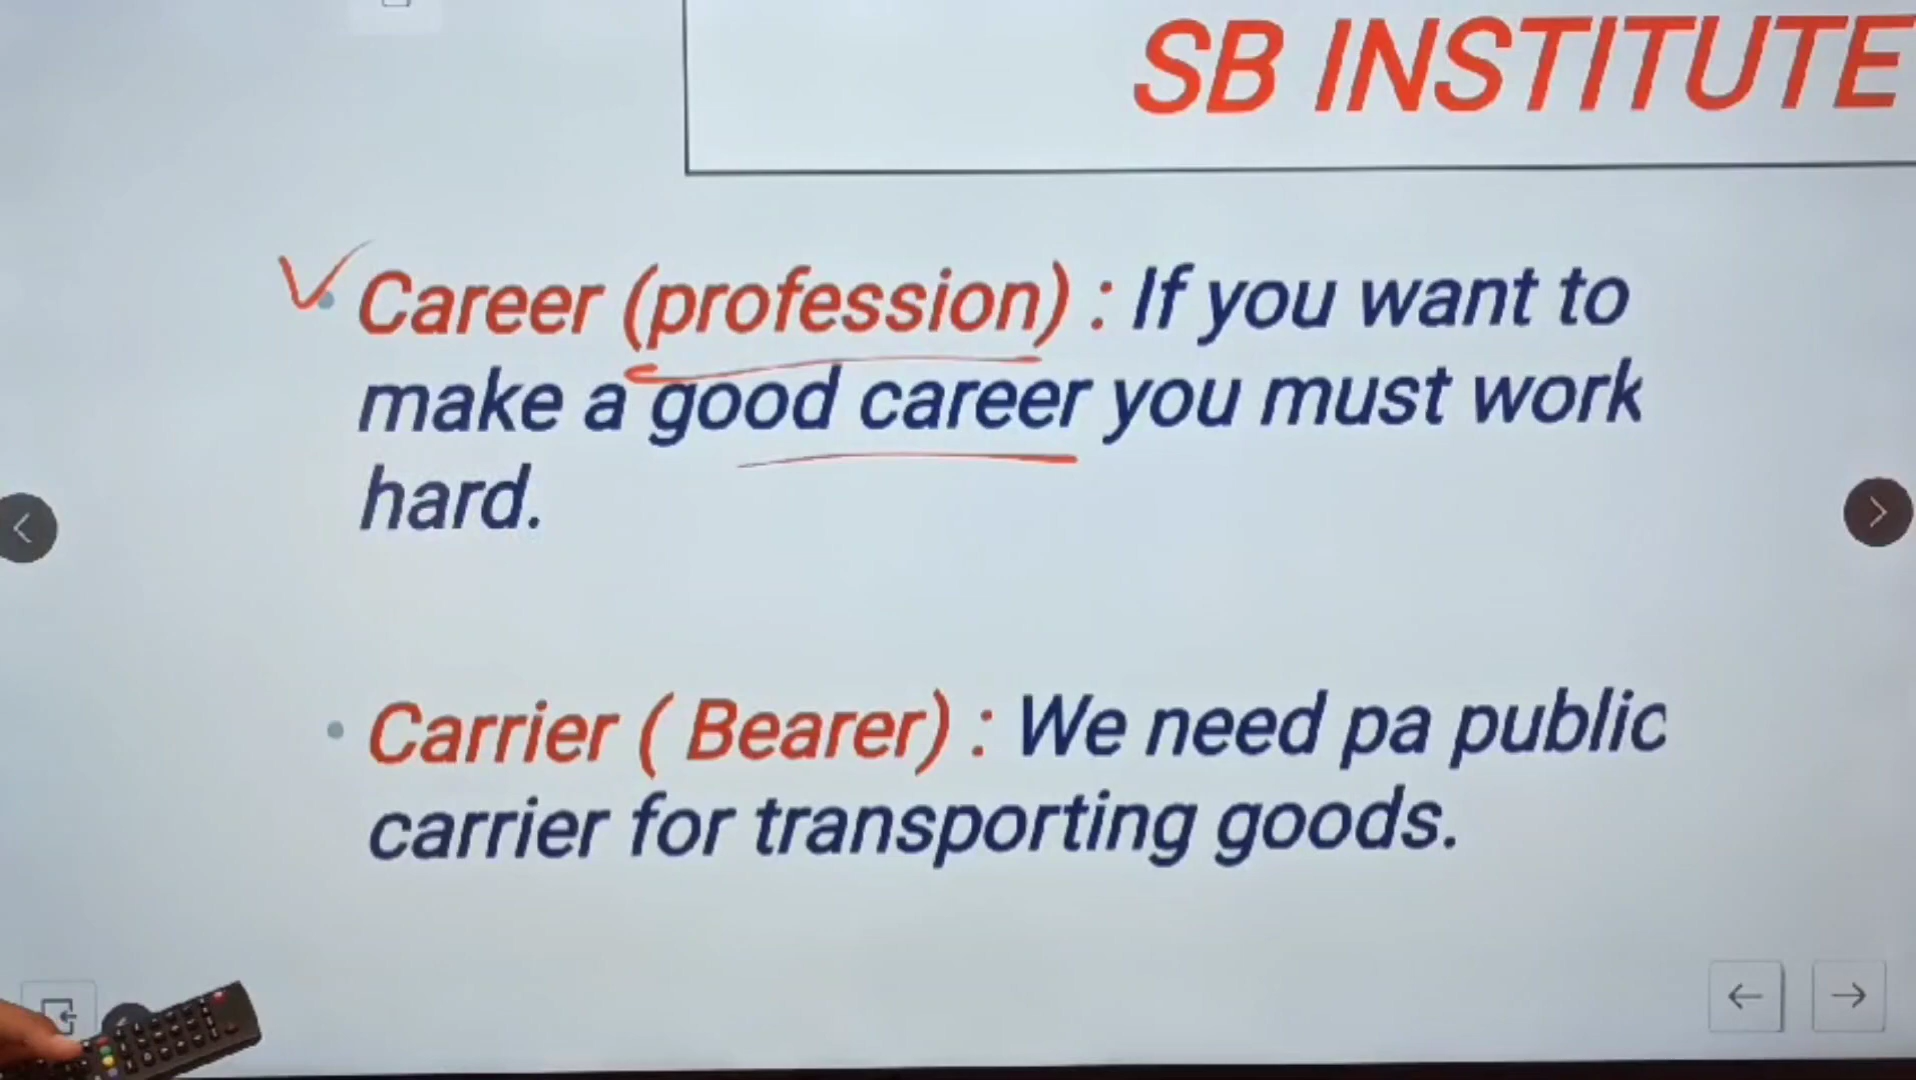 SB INSTITUTE
Career (profession) : If you want to
make a good career you must work
hard.
Carrier ( Bearer) : We need pa public
carrier for transporting goods.